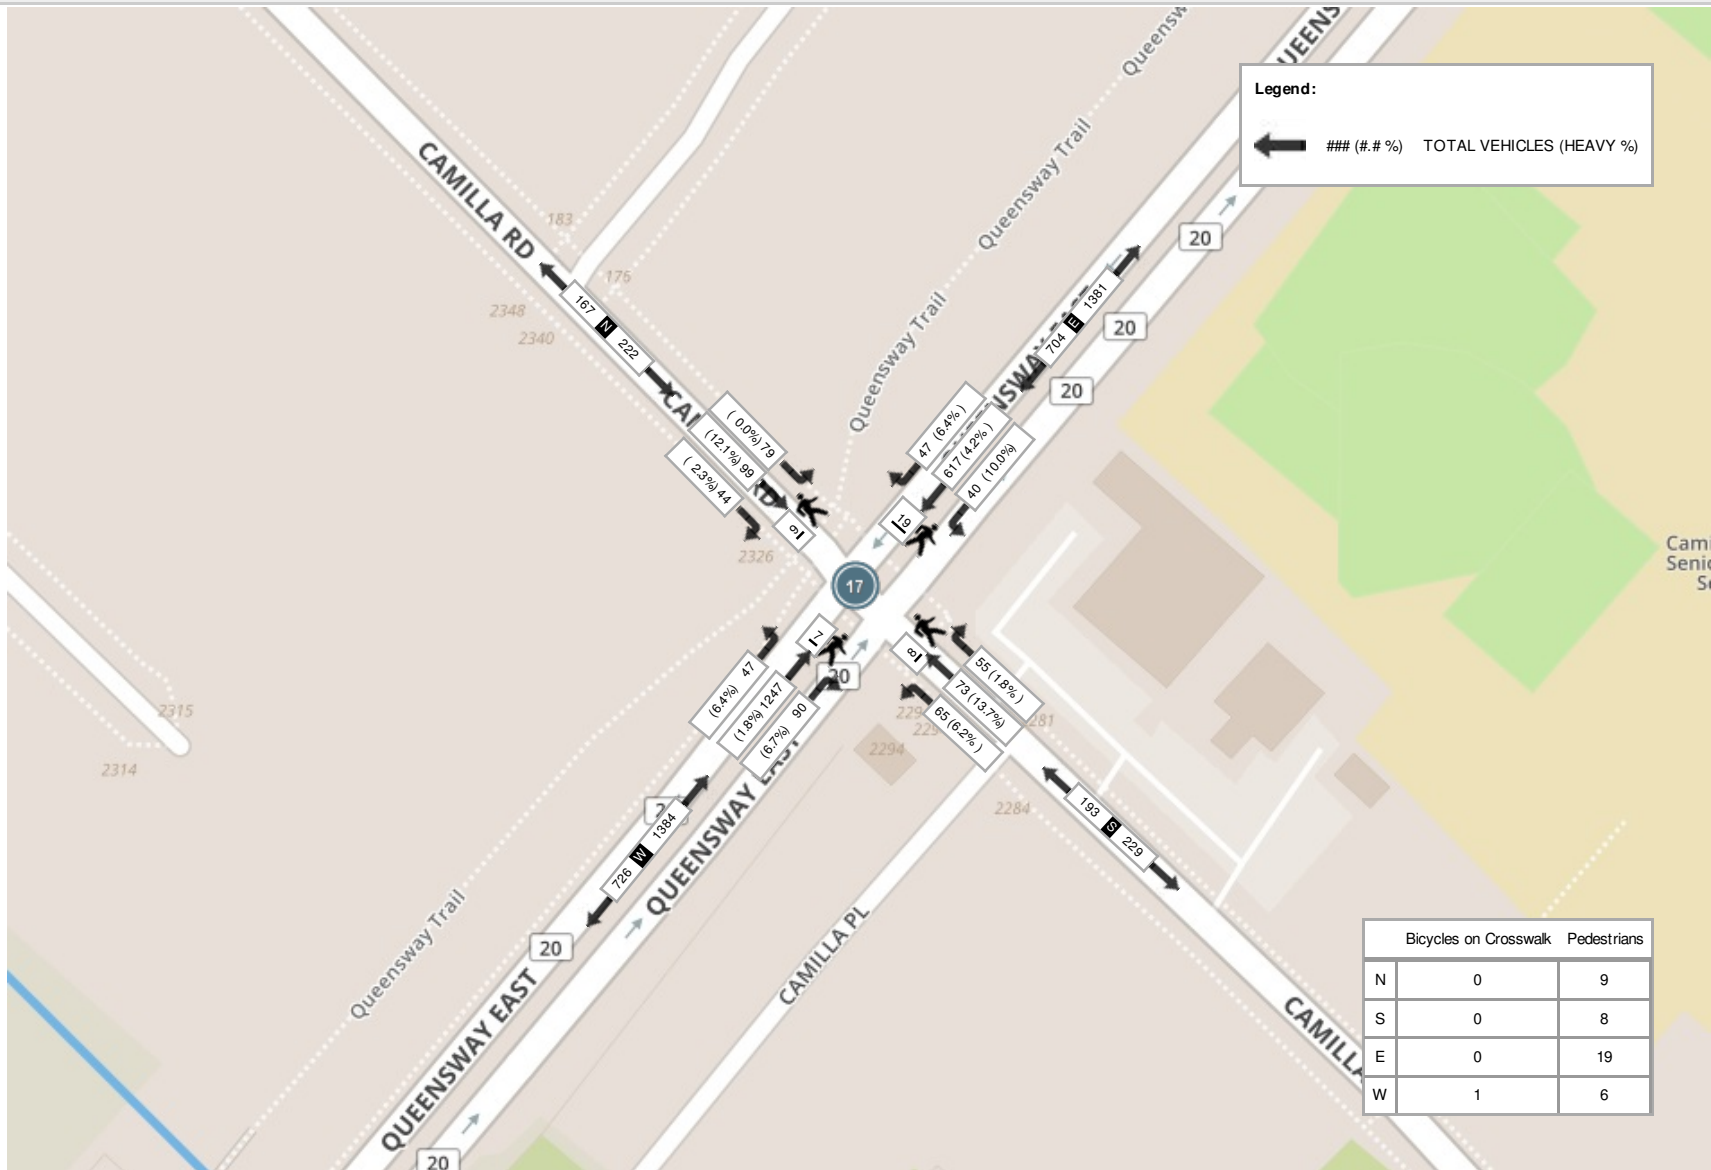 QUEENS
Queensw
Legend:
### (#.# %) TOTAL VEHICLES (HEAVY %)
CAMILLA RD
Queensway Trail
183
20
176
2348
2340
167 N 222
Queensway Trail
704 E 1381
20
20
( 0.0%) 79
(12.1%) 99
( 2.3%) 44
47 (6.4% )
617 (4.2% )
40 (10.0%)
9
19
2326
17
Cami
Senic
7
8
20
(6.4%) 47
(1.8%) 1247
(6.7%) 90
55 (1.8% )
73 (13.7%)
65 (6.2% )
2294
2315
2314
2284
726 W 1384
193 S 229
QUEENSWAY EAST
Queensway Trail
20
CAMILLA PL
QUEENSWAY EAST
20
CAMILLA
Bicycles on Crosswalk Pedestrians
N 0 9
S 0 8
E 0 19
W 1 6